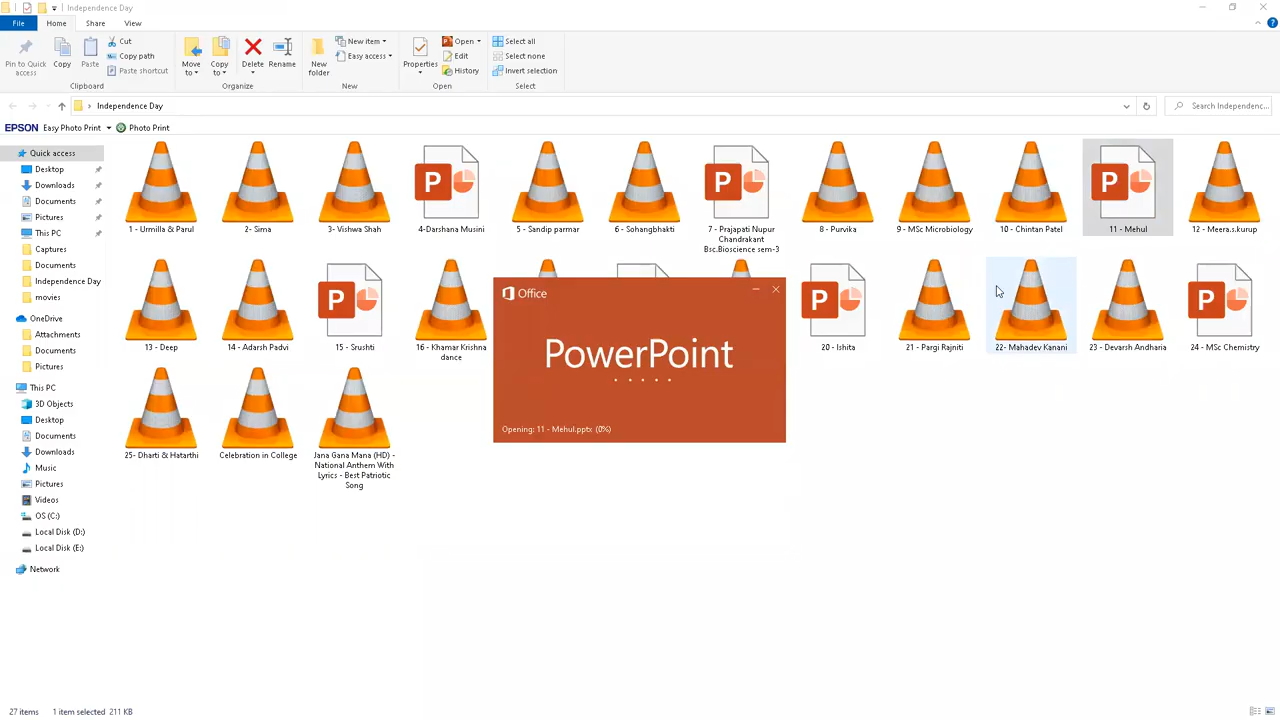 Independence Day
File
Home
Share
View
Pin to Quick
access
Copy
Paste
Cut
Copy path
Paste shortcut
Clipboard
Move
to
Copy
to
Delete
Rename
Organize
New
folder
New item
Easy access
New
Properties
Open
Edit
History
Open
Select all
Select none
Invert selection
Select
Independence Day
Search Independenc...
EPSON Easy Photo Print Photo Print
Quick access
Desktop
Downloads
Documents
Pictures
This PC
Captures
Documents
Independence Day
movies
OneDrive
Attachments
Documents
Pictures
This PC
3D Objects
Desktop
Documents
Downloads
Music
Pictures
Videos
OS (C:)
Local Disk (D:)
Local Disk (E:)
Network
1 - Urmilla & Parul
2- Sima
3- Vishwa Shah
P
4-Darshana Musini
5 - Sandip parmar
6 - Sohangbhakti
P
7 - Prajapati Nupur
Chandrakant
Bsc.Bioscience sem-3
8 - Purvika
9 - MSc Microbiology
10 - Chintan Patel
P
11 - Mehul
12 - Meera.s.kurup
13 - Deep
14 - Adarsh Padvi
P
15 - Srushti
16 - Khamar Krishna
dance
P
20 - Ishita
21 - Pargi Rajniti
22- Mahadev Kanani
23 - Devarsh Andharia
P
24 - MSc Chemistry
25- Dharti & Hatarthi
Celebration in College
Jana Gana Mana (HD) -
National Anthem With
Lyrics - Best Patriotic
Song
Office
PowerPoint
Opening: 11 - Mehul.pptx (0%)
27 items 1 item selected 211 KB